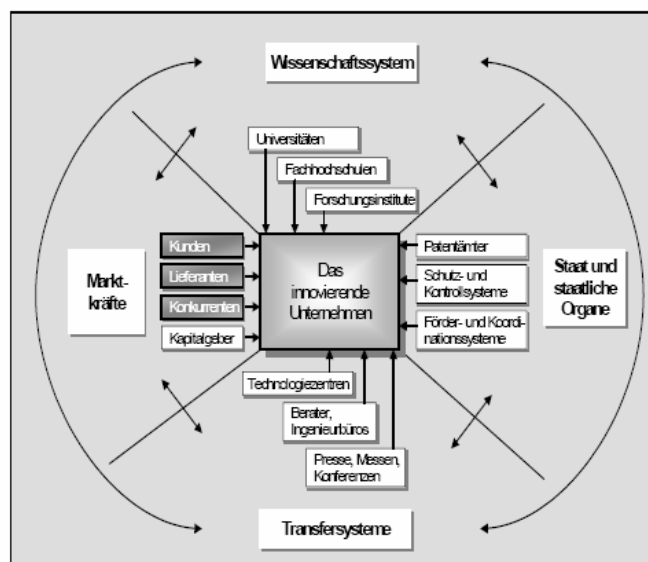 Wissenschaftssystem
Universitäten
Fachhochschulen
Forschungsinstitute
Markt-
kräfte
Kunden
Lieferanten
Konkurrenten
Kapitalgeber
Das
innovierende
Unternehmen
Patentämter
Schutz- und
Kontrollsysteme
Förder- und Koordi-
nationssysteme
Staat und
staatliche
Organe
Technologiezentren
Berater,
Ingenieurbüros
Presse, Messen,
Konferenzen
Transfersysteme